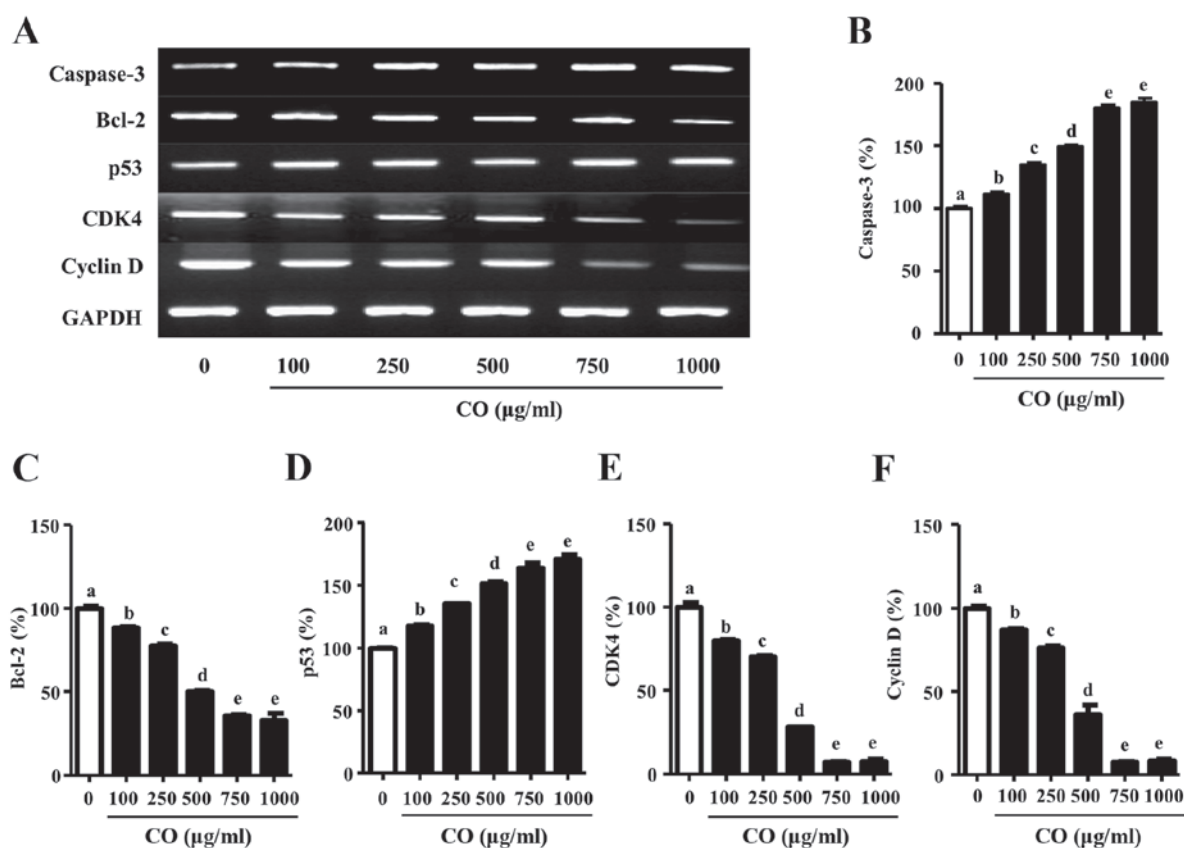 A
Caspase-3
Bcl-2
p53
CDK4
Cyclin D
GAPDH
0 100 250 500 750 1000
CO (μg/ml)
B
Caspase-3 (%)
200
150
100
50
0
a b c d e e
0 100 250 500 750 1000
CO (μg/ml)
C
Bcl-2 (%)
150
100
50
0
a b c d e e
0 100 250 500 750 1000
CO (μg/ml)
D
p53 (%)
200
150
100
50
0
a b c d e e
0 100 250 500 750 1000
CO (μg/ml)
E
CDK4 (%)
150
100
50
0
a b c d e e
0 100 250 500 750 1000
CO (μg/ml)
F
Cyclin D (%)
150
100
50
0
a b c d e e
0 100 250 500 750 1000
CO (μg/ml)